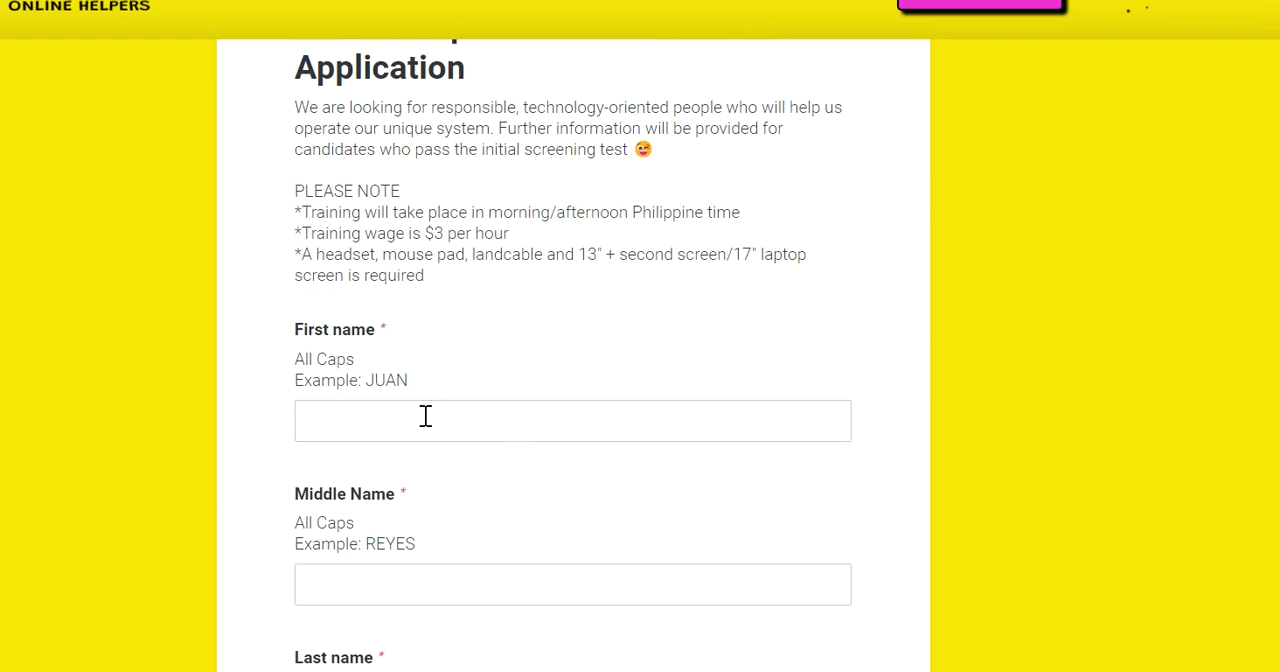 ONLINE HELPERS
Application
We are looking for responsible, technology-oriented people who will help us
operate our unique system. Further information will be provided for
candidates who pass the initial screening test 😅
PLEASE NOTE
*Training will take place in morning/afternoon Philippine time
*Training wage is $3 per hour
*A headset, mouse pad, landcable and 13" + second screen/17" laptop
screen is required
First name *
All Caps
Example: JUAN
Middle Name *
All Caps
Example: REYES
Last name *